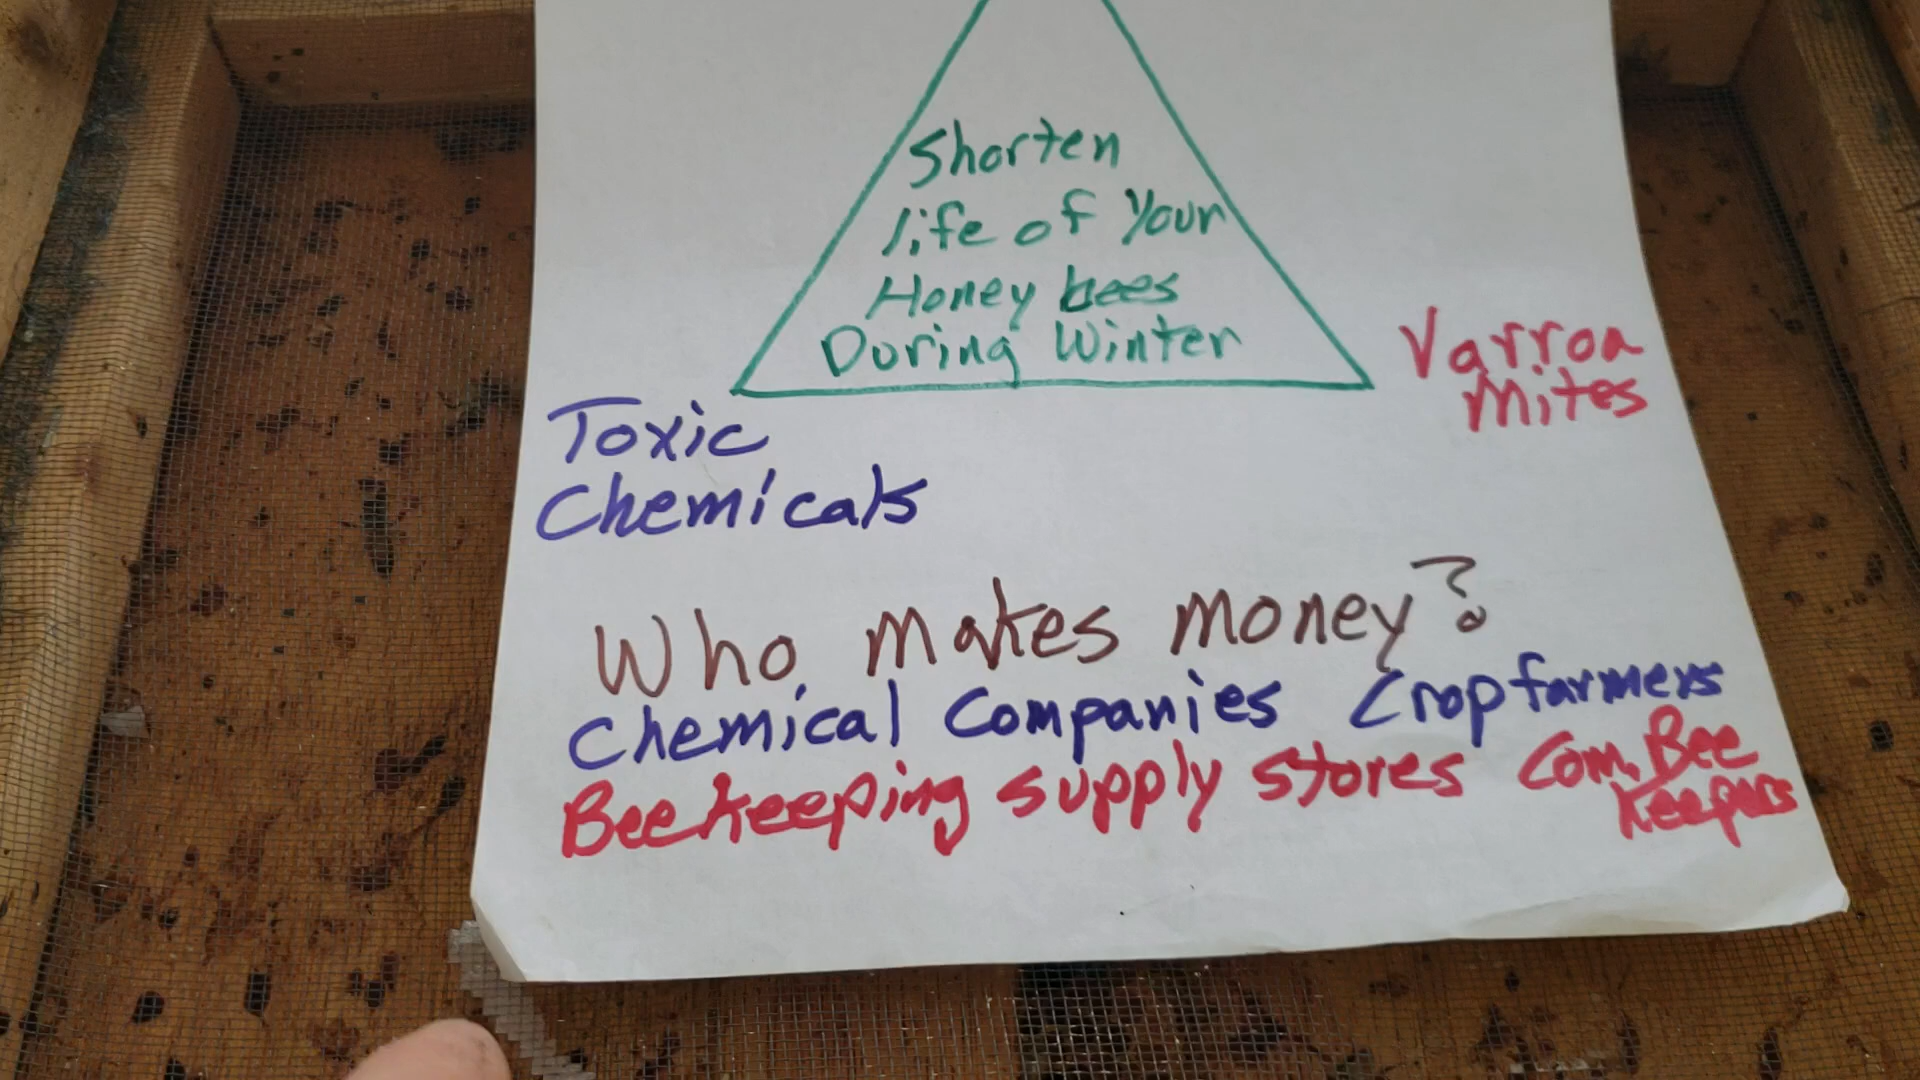 Shorten
life of Your
Honey bees
During Winter
Varroa
Mites
Toxic
Chemicals
Who makes money?
Chemical Companies Crop farmers
Beekeeping supply stores Com. Bee
Keepers